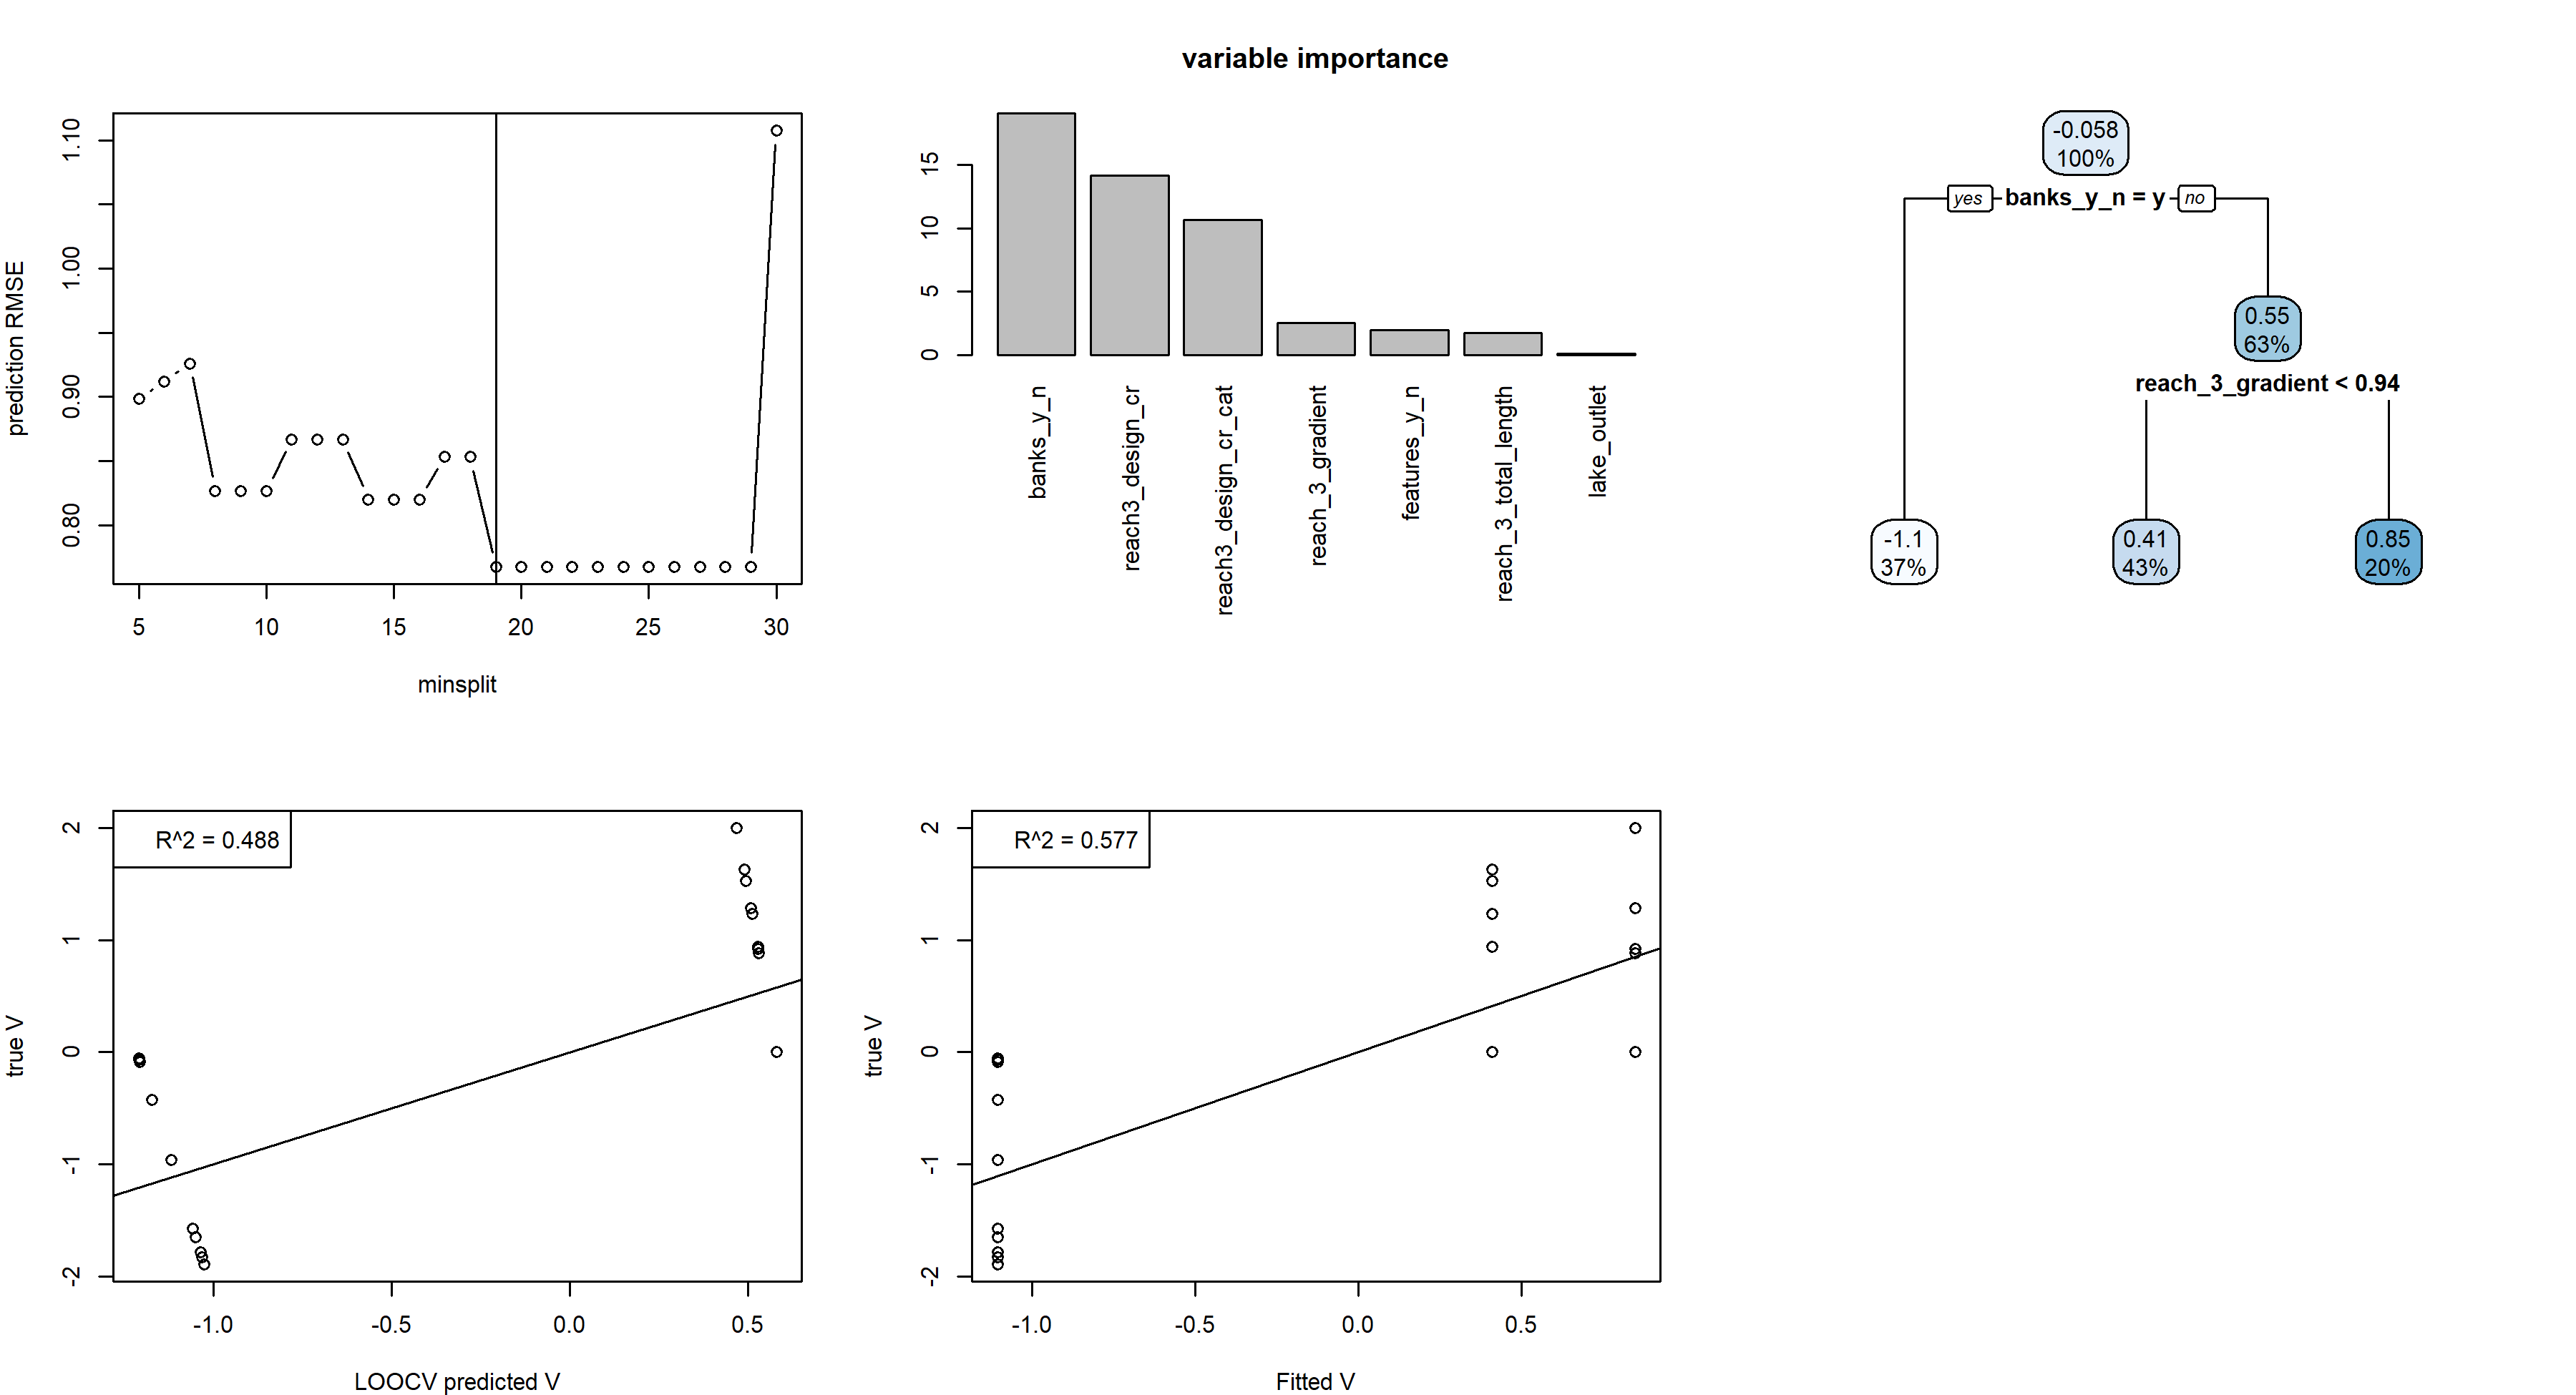 prediction RMSE
1.10
1.00
0.90
0.80
5 10 15 20 25 30
minsplit
variable importance
15
10
5
0
banks_y_n
reach3_design_cr
reach3_design_cr_cat
reach_3_gradient
features_y_n
reach_3_total_length
lake_outlet
-0.058
100%
yes banks_y_n = y no
0.55
63%
reach_3_gradient < 0.94
-1.1
37%
0.41
43%
0.85
20%
R^2 = 0.488
true V
2
1
0
-1
-2
-1.0 -0.5 0.0 0.5
LOOCV predicted V
R^2 = 0.577
true V
2
1
0
-1
-2
-1.0 -0.5 0.0 0.5
Fitted V